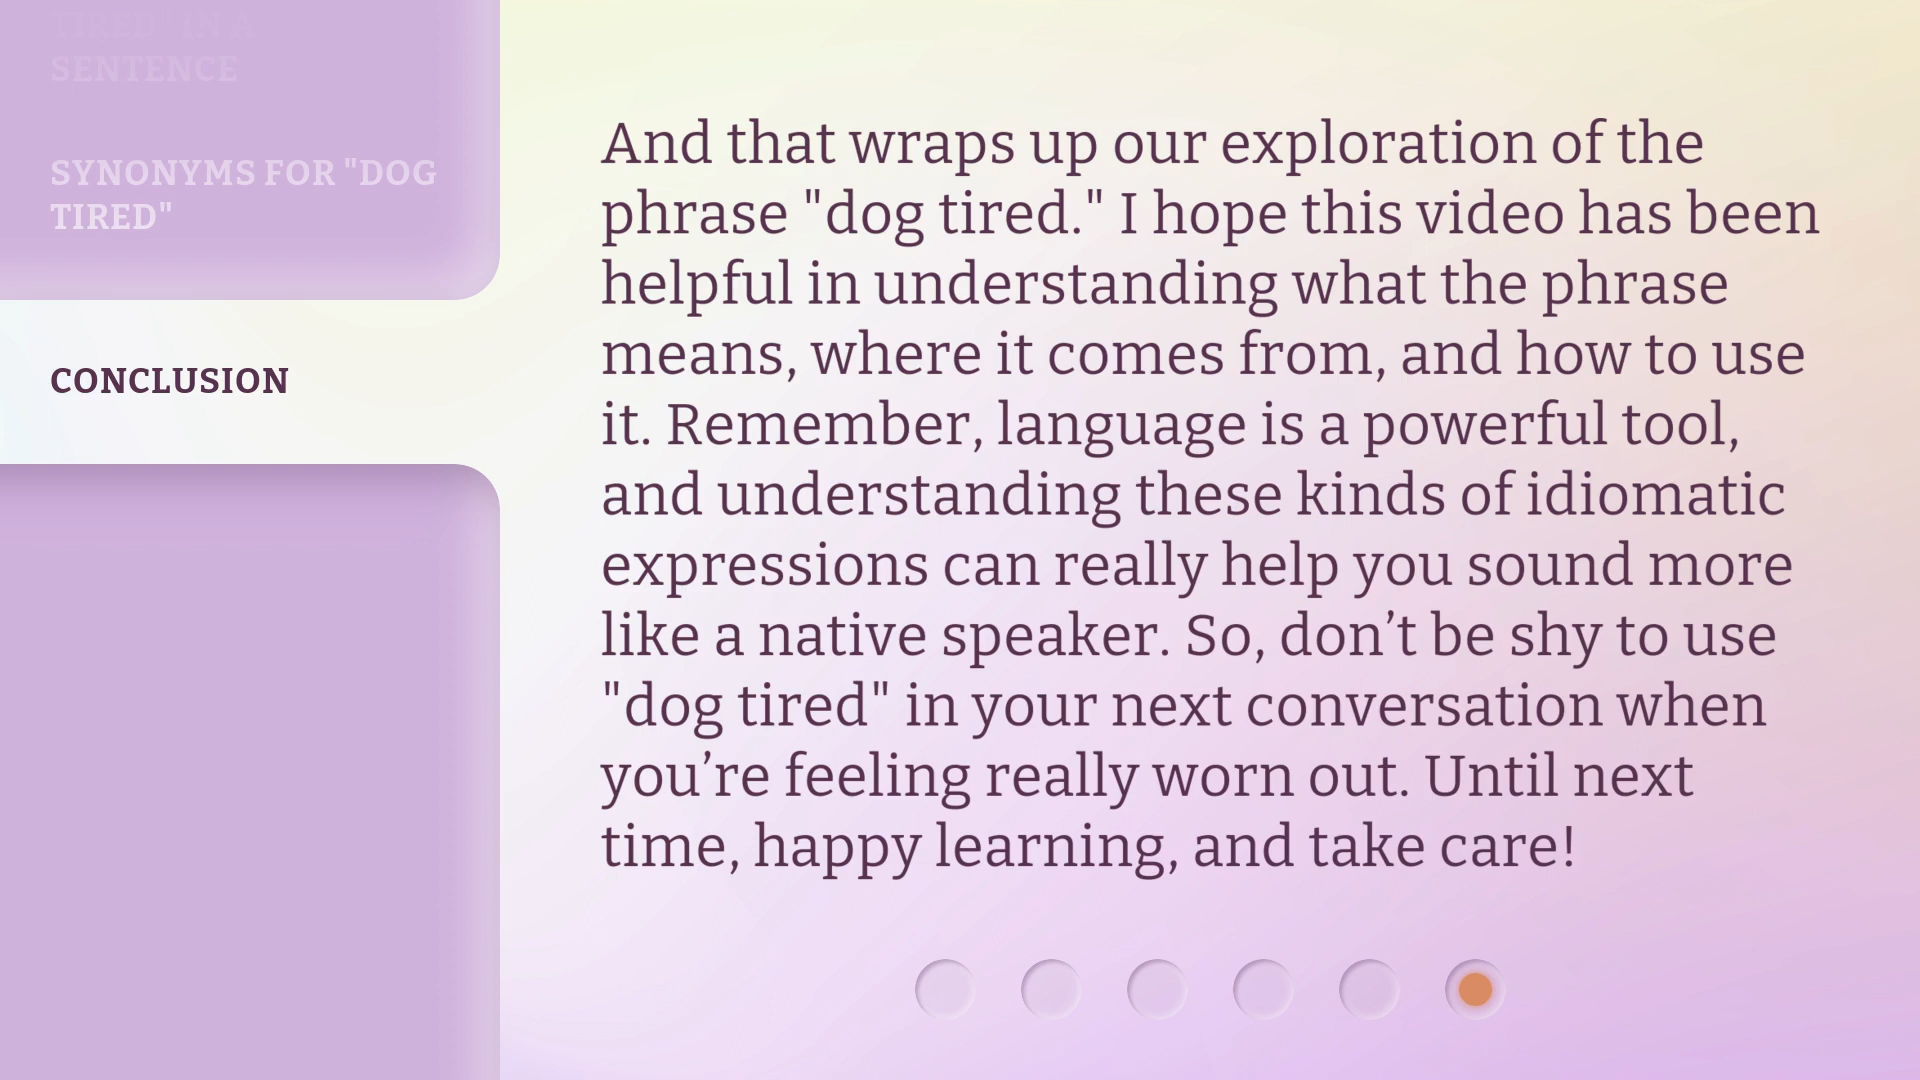 TIRED" IN A
SENTENCE
SYNONYMS FOR "DOG
TIRED"
CONCLUSION
And that wraps up our exploration of the
phrase "dog tired." I hope this video has been
helpful in understanding what the phrase
means, where it comes from, and how to use
it. Remember, language is a powerful tool,
and understanding these kinds of idiomatic
expressions can really help you sound more
like a native speaker. So, don’t be shy to use
"dog tired" in your next conversation when
you’re feeling really worn out. Until next
time, happy learning, and take care!